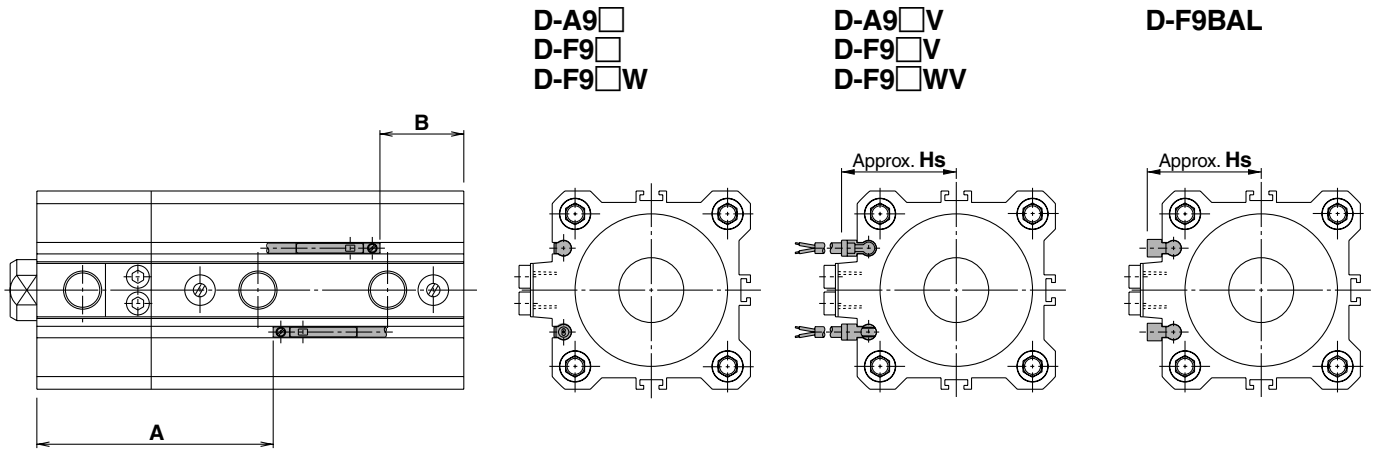 D-A9□
D-F9□
D-F9□W
D-A9□V
D-F9□V
D-F9□WV
D-F9BAL
B
Approx. Hs
Approx. Hs
A